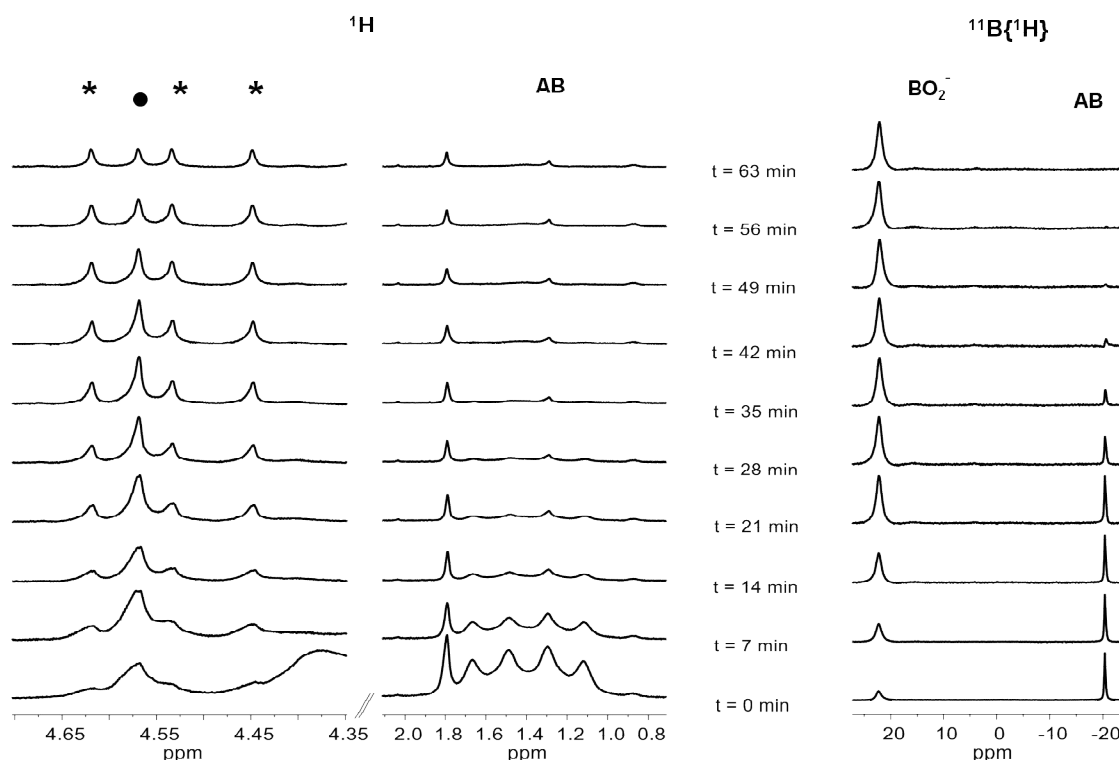 ¹H
¹¹B{¹H}
* ● * *
AB
BO₂⁻
AB
t = 63 min
t = 56 min
t = 49 min
t = 42 min
t = 35 min
t = 28 min
t = 21 min
t = 14 min
t = 7 min
t = 0 min
4.65 4.55 4.45 4.35
2.0 1.8 1.6 1.4 1.2 1.0 0.8
20 10 0 -10 -20
ppm
ppm
ppm